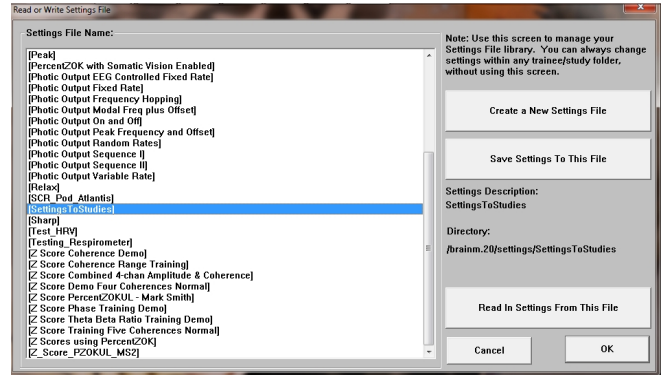 Read or Write Settings File
Settings File Name:
[Peak]
[PercentZOK with Somatic Vision Enabled]
[Photic Output EEG Controlled Fixed Rate]
[Photic Output Fixed Rate]
[Photic Output Frequency Hopping]
[Photic Output Modal Freq plus Offset]
[Photic Output On and Off]
[Photic Output Peak Frequency and Offset]
[Photic Output Random Rates]
[Photic Output Sequence I]
[Photic Output Sequence II]
[Photic Output Variable Rate]
[Relax]
[SCR_Pod_Atlantis]
[SettingsToStudies]
[Sharp]
[Test_HRV]
[Testing_Respirometer]
[Z Score Coherence Demo]
[Z Score Coherence Range Training]
[Z Score Combined 4-chan Amplitude & Coherence]
[Z Score Demo Four Coherences Normal]
[Z Score PercentZOKUL - Mark Smith]
[Z Score Phase Training Demo]
[Z Score Theta Beta Ratio Training Demo]
[Z Score Training Five Coherences Normal]
[Z Scores using PercentZOK]
[Z_Score_PZOKUL_MS2]
Note: Use this screen to manage your
Settings File library. You can always change
settings within any trainee/study folder,
without using this screen.
Create a New Settings File
Save Settings To This File
Settings Description:
SettingsToStudies
Directory:
/brainm.20/settings/SettingsToStudies
Read In Settings From This File
Cancel
OK